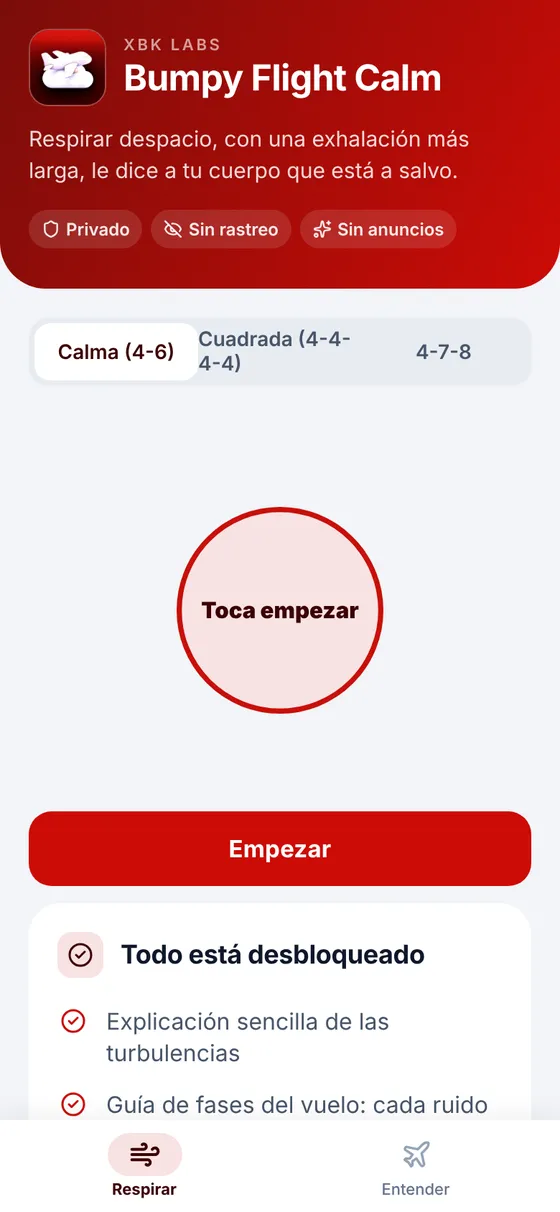 XBK LABS
Bumpy Flight Calm
Respirar despacio, con una exhalación más
larga, le dice a tu cuerpo que está a salvo.
Privado
Sin rastreo
Sin anuncios
Calma (4-6)
Cuadrada (4-4-
4-4)
4-7-8
Toca empezar
Empezar
Todo está desbloqueado
Explicación sencilla de las
turbulencias
Guía de fases del vuelo: cada ruido
Respirar
Entender